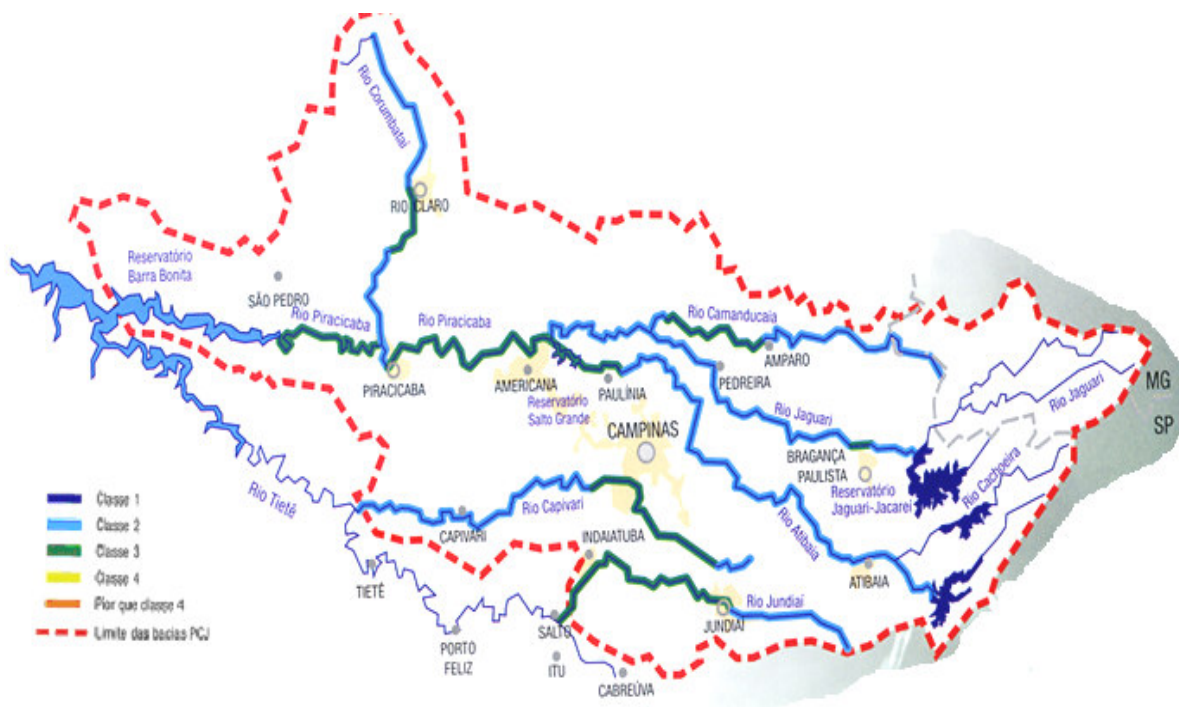 Rio Corumbataí
RIO CLARO
Reservatório
Barra Bonita
SÃO PEDRO
Rio Piracicaba
Rio Piracicaba
Rio Camanducaia
AMPARO
PIRACICABA
AMERICANA
PAULÍNIA
PEDREIRA
Reservatório
Salto Grande
Rio Jaguari
Rio Jaguari
MG
SP
CAMPINAS
BRAGANÇA
PAULISTA
Reservatório
Jaguari-Jacareí
Rio Cachoeira
Rio Tietê
Rio Capivari
CAPIVARI
Rio Atibaia
INDAIATUBA
ATIBAIA
TIETÊ
Rio Jundiaí
JUNDIAÍ
SALTO
PORTO
FELIZ
ITU
CABREÚVA
Classe 1
Classe 2
Classe 3
Classe 4
Pior que classe 4
Limite das bacias PCJ